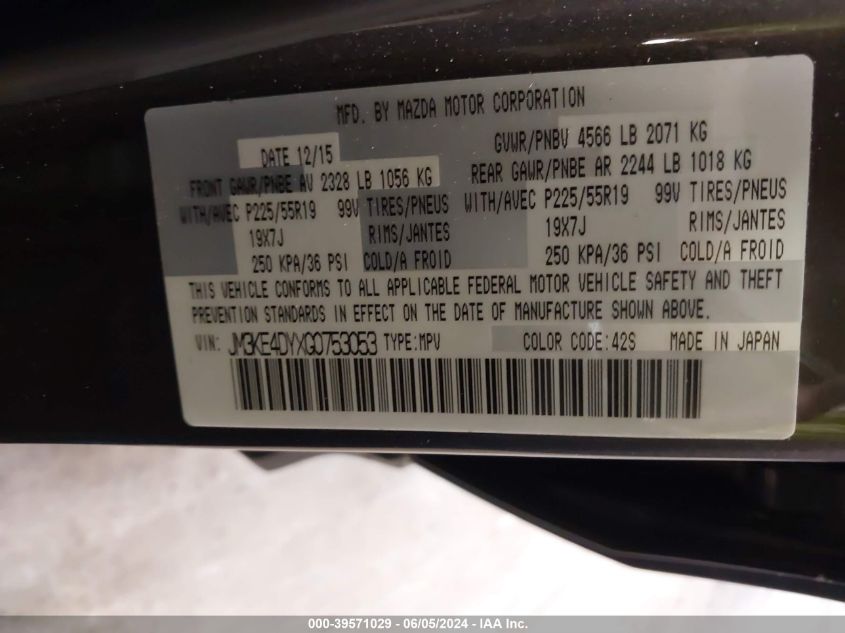 MFD. BY MAZDA MOTOR CORPORATION
DATE 12/15 GVWR/PNBV 4566 LB 2071 KG
FRONT GAWR/PNBE AV 2328 LB 1056 KG REAR GAWR/PNBE AR 2244 LB 1018 KG
WITH/AVEC P225/55R19 99V TIRES/PNEUS WITH/AVEC P225/55R19 99V TIRES/PNEUS
19X7J RIMS/JANTES 19X7J RIMS/JANTES
250 KPA/36 PSI COLD/A FROID 250 KPA/36 PSI COLD/A FROID
THIS VEHICLE CONFORMS TO ALL APPLICABLE FEDERAL MOTOR VEHICLE SAFETY AND THEFT
PREVENTION STANDARDS IN EFFECT ON THE DATE OF MANUFACTURE SHOWN ABOVE.
VIN: JM3KE4DYXG0753053 TYPE:MPV COLOR CODE:42S MADE IN JAPAN
000-39571029 - 06/05/2024 - IAA Inc.